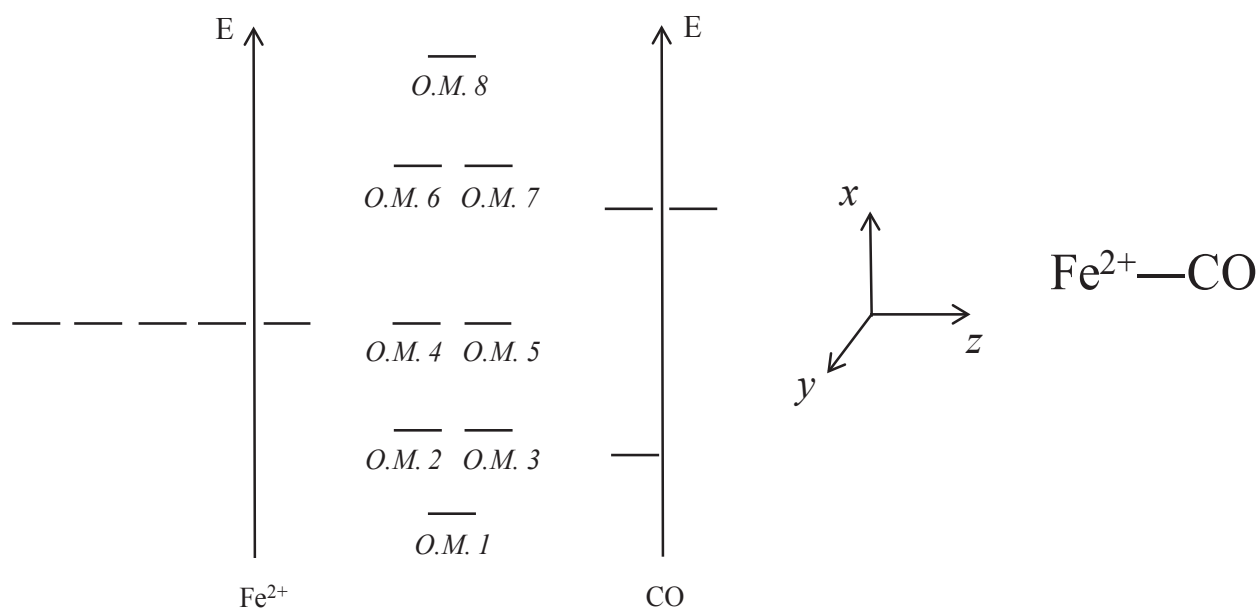 E
E
O.M. 8
O.M. 6 O.M. 7
x
Fe²⁺—CO
z
O.M. 4 O.M. 5
y
O.M. 2 O.M. 3
O.M. 1
Fe²⁺
CO